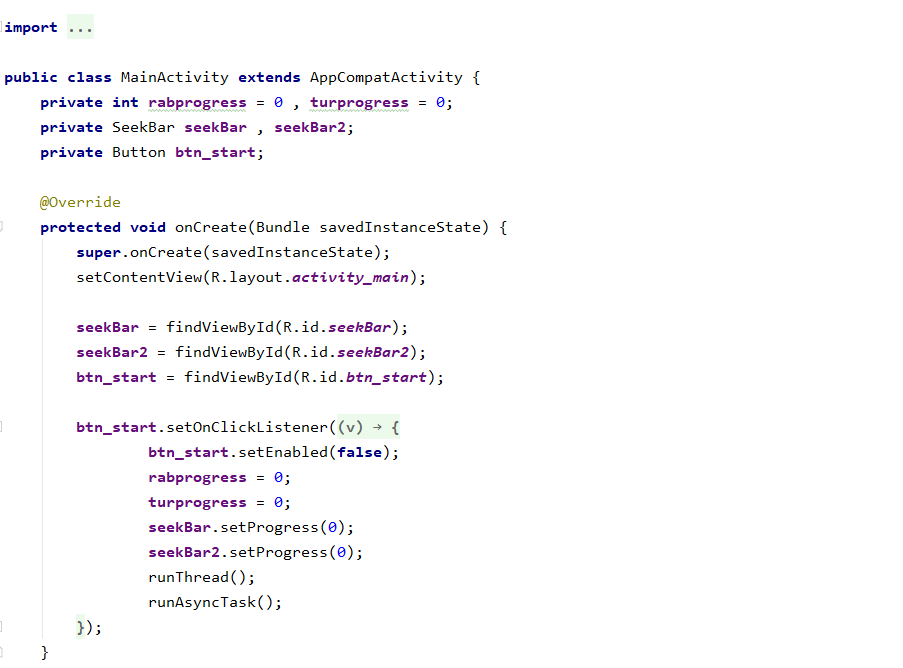 import ...
public class MainActivity extends AppCompatActivity {
    private int rabprogress = 0 , turprogress = 0;
    private SeekBar seekBar , seekBar2;
    private Button btn_start;
    @Override
    protected void onCreate(Bundle savedInstanceState) {
        super.onCreate(savedInstanceState);
        setContentView(R.layout.activity_main);
        seekBar = findViewById(R.id.seekBar);
        seekBar2 = findViewById(R.id.seekBar2);
        btn_start = findViewById(R.id.btn_start);
        btn_start.setOnClickListener((v) → {
                btn_start.setEnabled(false);
                rabprogress = 0;
                turprogress = 0;
                seekBar.setProgress(0);
                seekBar2.setProgress(0);
                runThread();
                runAsyncTask();
        });
    }